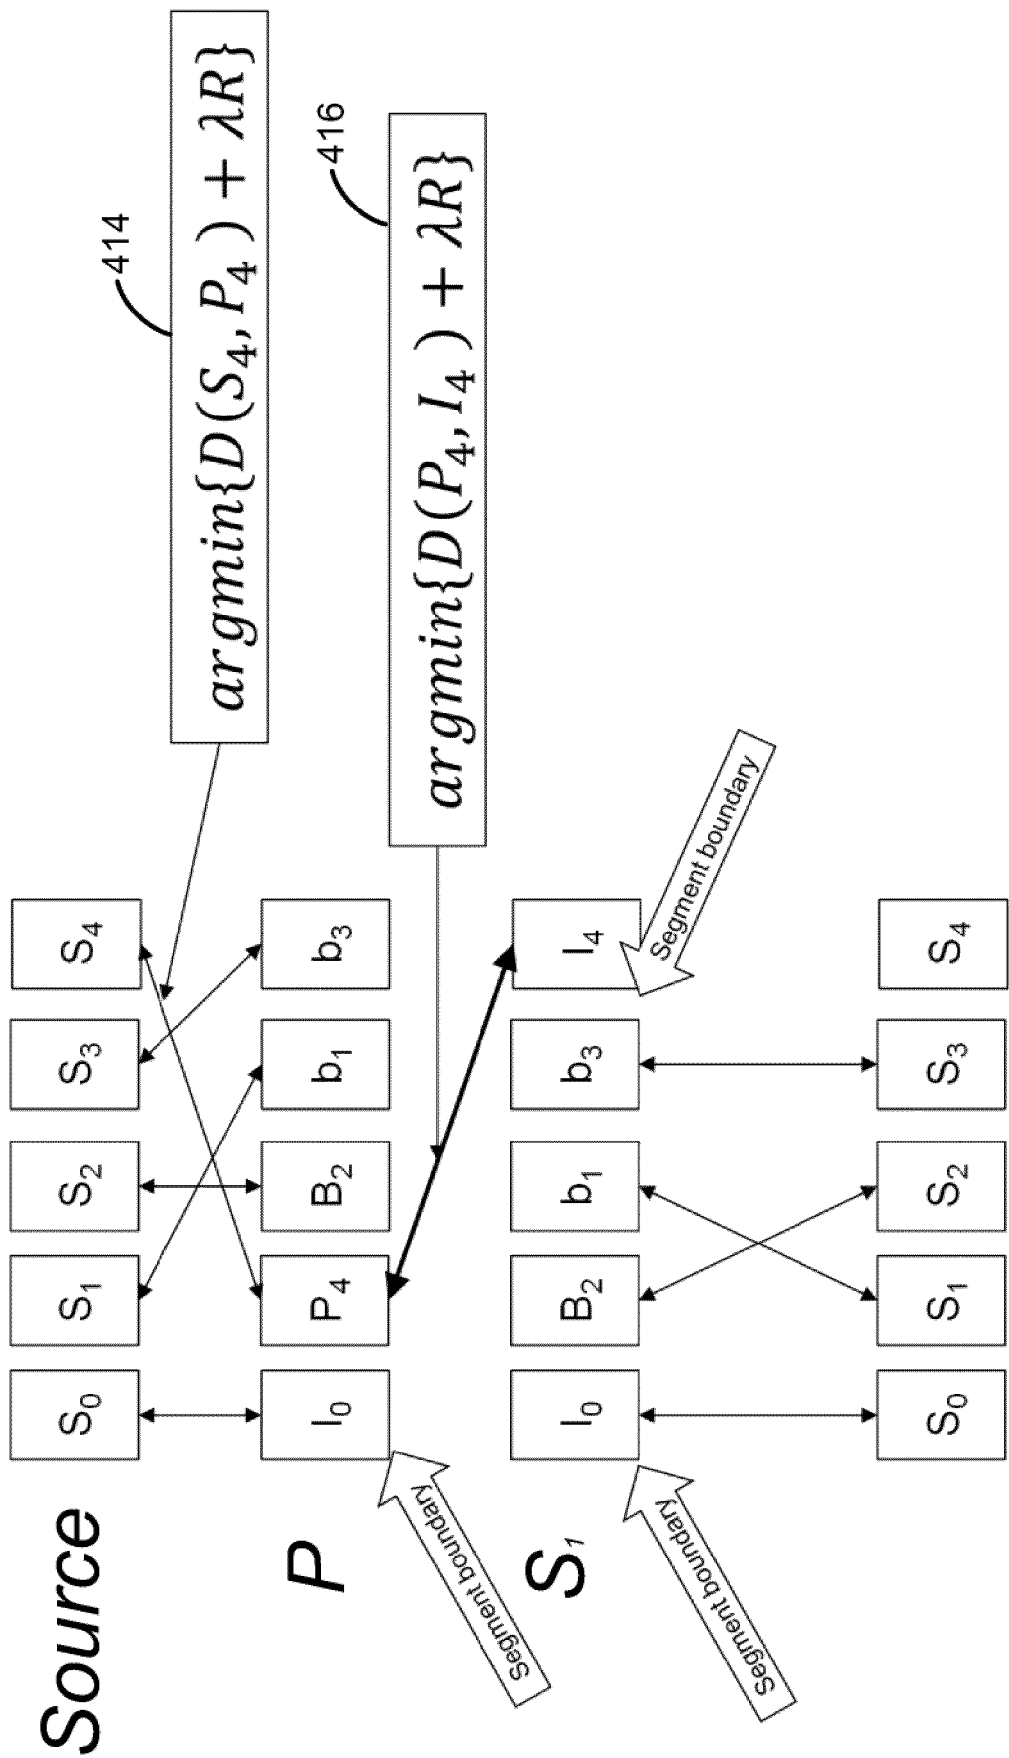 414
argmin{D(S₄, P₄) + λR}
416
argmin{D(P₄, I₄) + λR}
Source
S₀ S₁ S₂ S₃ S₄
P
I₀ P₄ B₂ b₁ b₃
Segment boundary
S₁
I₀ B₂ b₁ b₃ I₄
Segment boundary
Segment boundary
S₀ S₁ S₂ S₃ S₄